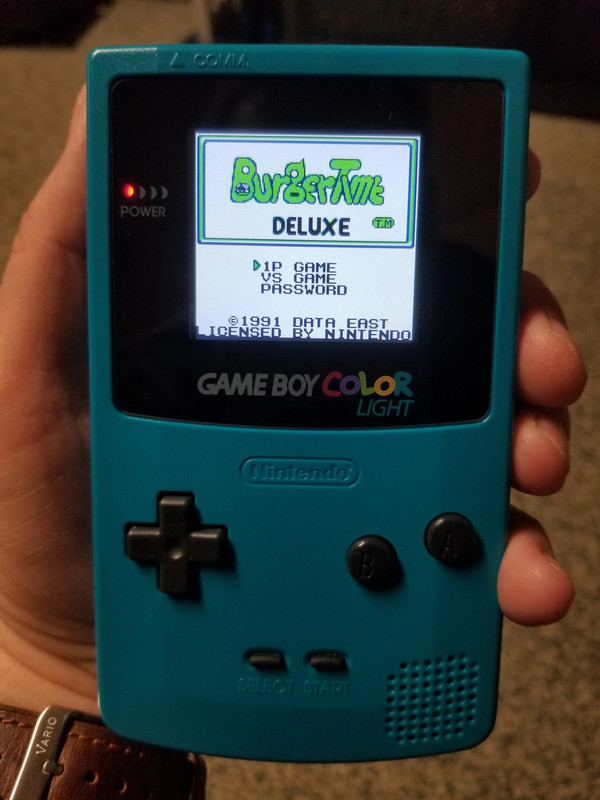 COMM.
POWER
BurgerTime
DELUXE TM
1P GAME
VS GAME
PASSWORD
©1991 DATA EAST
LICENSED BY NINTENDO
GAME BOY COLOR
LIGHT
Nintendo
B A
SELECT START
VARIO